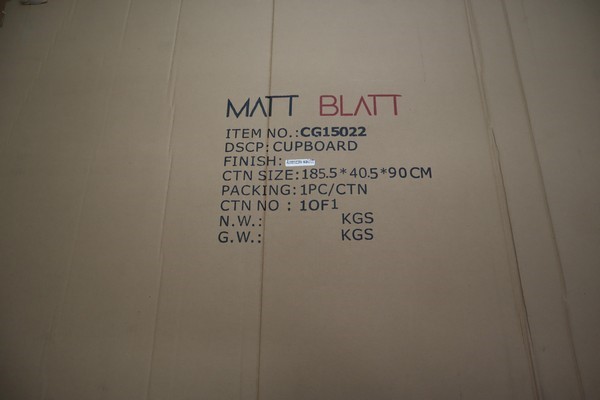 MATT BLATT
ITEM NO.:CG15022
DSCP:CUPBOARD
FINISH:
CTN SIZE:185.5*40.5*90CM
PACKING:1PC/CTN
CTN NO : 1OF1
N.W.: KGS
G.W.: KGS